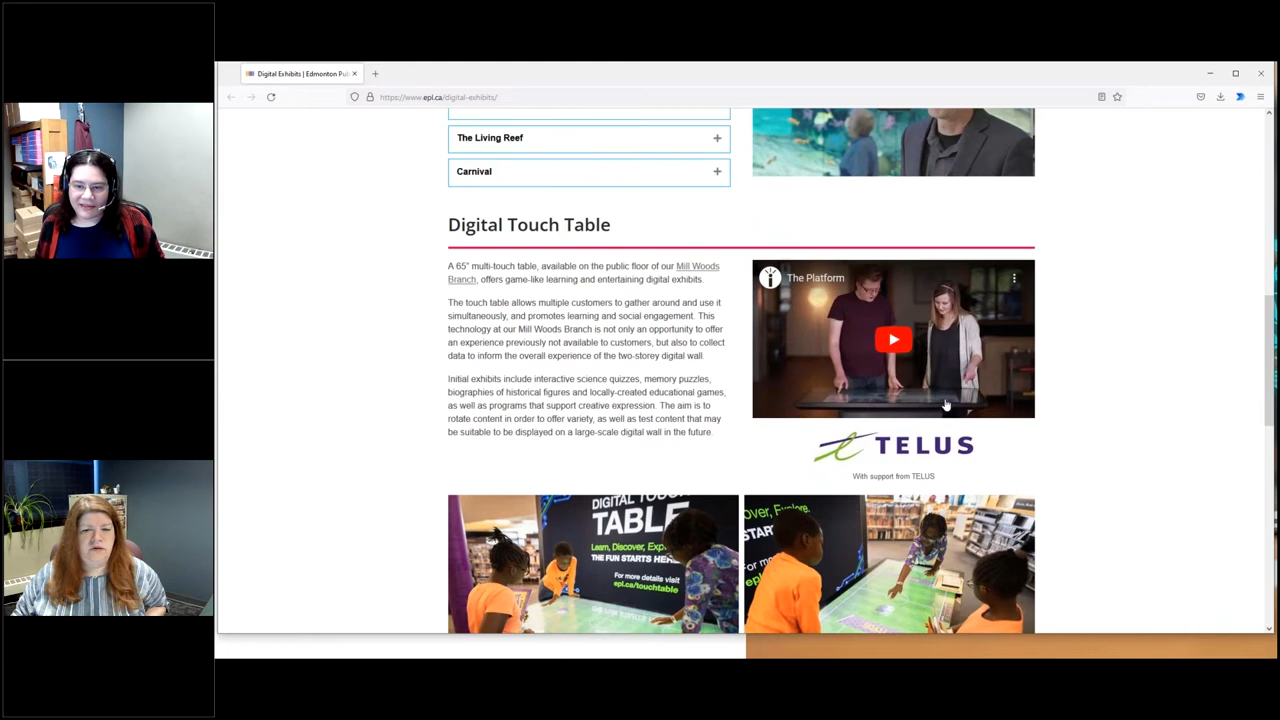 Digital Exhibits | Edmonton Pub
https://www.epl.ca/digital-exhibits/
The Living Reef
Carnival
Digital Touch Table
A 65" multi-touch table, available on the public floor of our Mill Woods
Branch, offers game-like learning and entertaining digital exhibits.
The touch table allows multiple customers to gather around and use it
simultaneously, and promotes learning and social engagement. This
technology at our Mill Woods Branch is not only an opportunity to offer
an experience previously not available to customers, but also to collect
data to inform the overall experience of the two-storey digital wall.
Initial exhibits include interactive science quizzes, memory puzzles,
biographies of historical figures and locally-created educational games,
as well as programs that support creative expression. The aim is to
rotate content in order to offer variety, as well as test content that may
be suitable to be displayed on a large-scale digital wall in the future.
The Platform
TELUS
With support from TELUS
DIGITAL TOUCH
TABLE
Learn, Discover, Exp
THE FUN STARTS HERE
For more details visit
epl.ca/touchtable
over, Explore.
START
For mo
epl